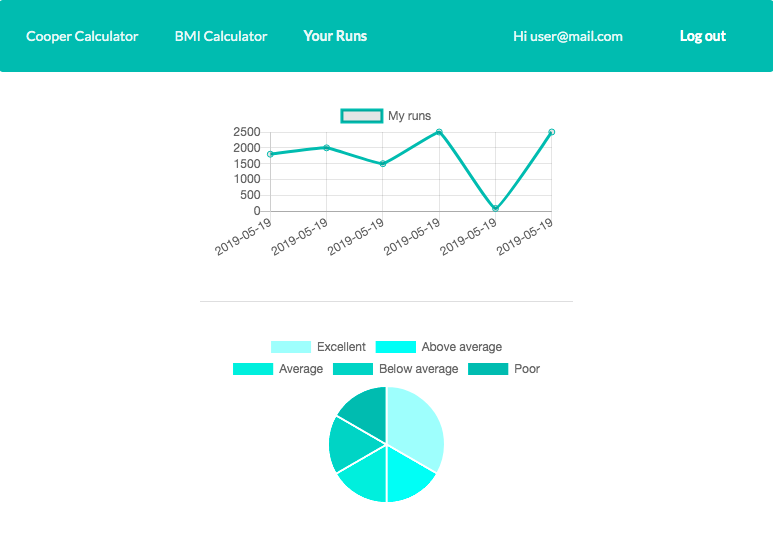 Cooper Calculator BMI Calculator Your Runs Hi user@mail.com Log out
My runs
2500
2000
1500
1000
500
0
2019-05-19 2019-05-19 2019-05-19 2019-05-19 2019-05-19 2019-05-19
Excellent Above average
Average Below average Poor